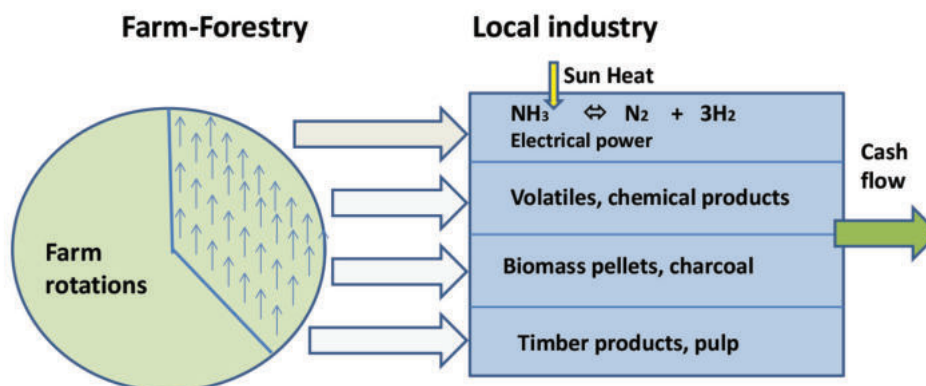 Farm-Forestry
Local industry
Sun Heat
NH₃ ⇔ N₂ + 3H₂
Electrical power
Cash
flow
Volatiles, chemical products
Farm
rotations
Biomass pellets, charcoal
Timber products, pulp